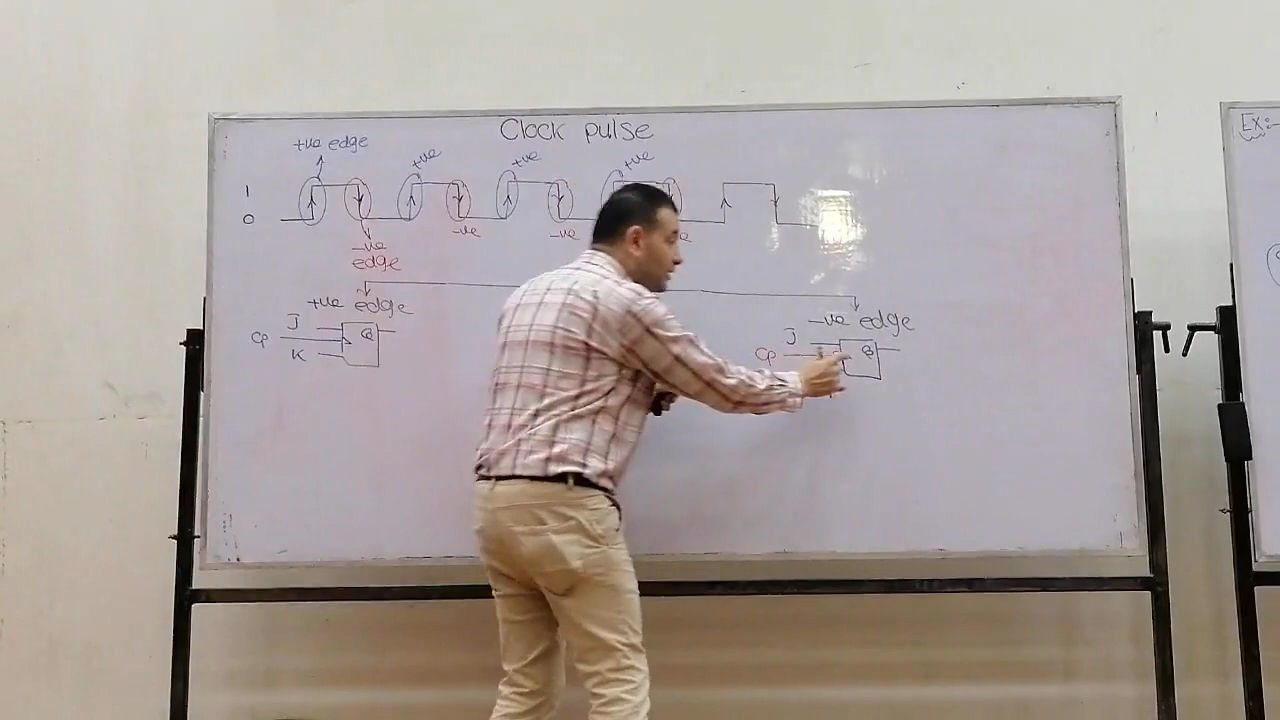 Clock pulse
+ve edge
+ve
+ve
+ve
1
0
-ve
edge
-ve
-ve
+ve edge
J
CP
K
Q
-ve edge
J
CP
Q
EX:-